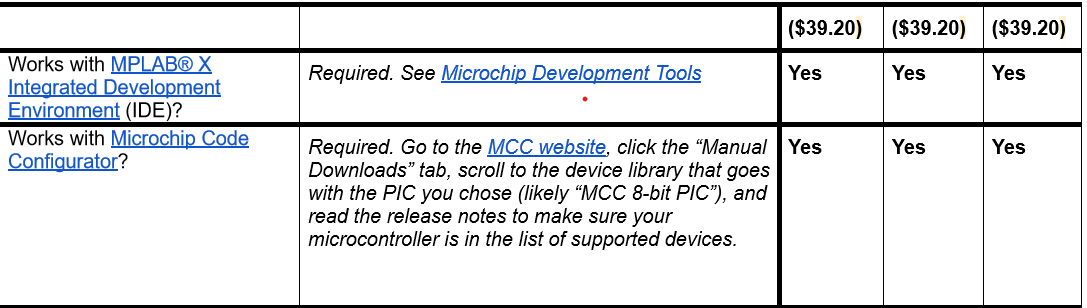 ($39.20) ($39.20) ($39.20)
Works with MPLAB® X
Integrated Development
Environment (IDE)?
Required. See Microchip Development Tools
Yes Yes Yes
Works with Microchip Code
Configurator?
Required. Go to the MCC website, click the “Manual
Downloads” tab, scroll to the device library that goes
with the PIC you chose (likely “MCC 8-bit PIC”), and
read the release notes to make sure your
microcontroller is in the list of supported devices.
Yes Yes Yes